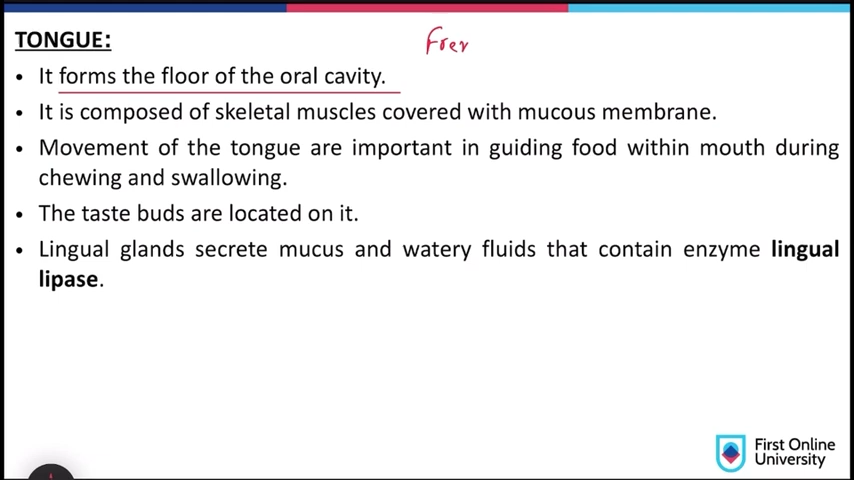 TONGUE:
Fren
• It forms the floor of the oral cavity.
• It is composed of skeletal muscles covered with mucous membrane.
• Movement of the tongue are important in guiding food within mouth during
chewing and swallowing.
• The taste buds are located on it.
• Lingual glands secrete mucus and watery fluids that contain enzyme lingual
lipase.
First Online
University